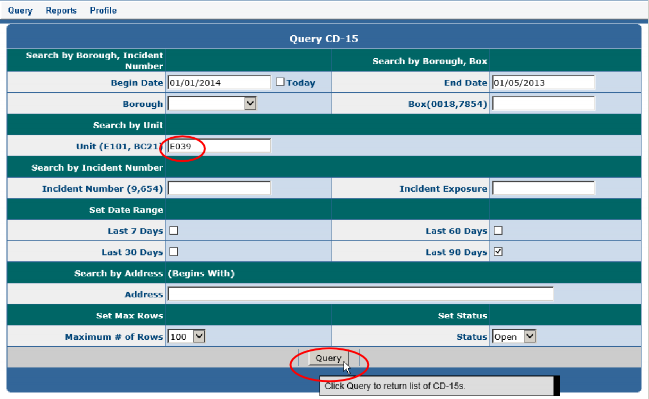 Query Reports Profile
Query CD-15
Search by Borough, Incident Number Search by Borough, Box
Begin Date 01/01/2014 Today End Date 01/05/2013
Borough Box(0018,7854)
Search by Unit
Unit (E101, BC21) E039
Search by Incident Number
Incident Number (9,654) Incident Exposure
Set Date Range
Last 7 Days Last 60 Days
Last 30 Days Last 90 Days
Search by Address (Begins With)
Address
Set Max Rows Set Status
Maximum # of Rows 100 Status Open
Query
Click Query to return list of CD-15s.